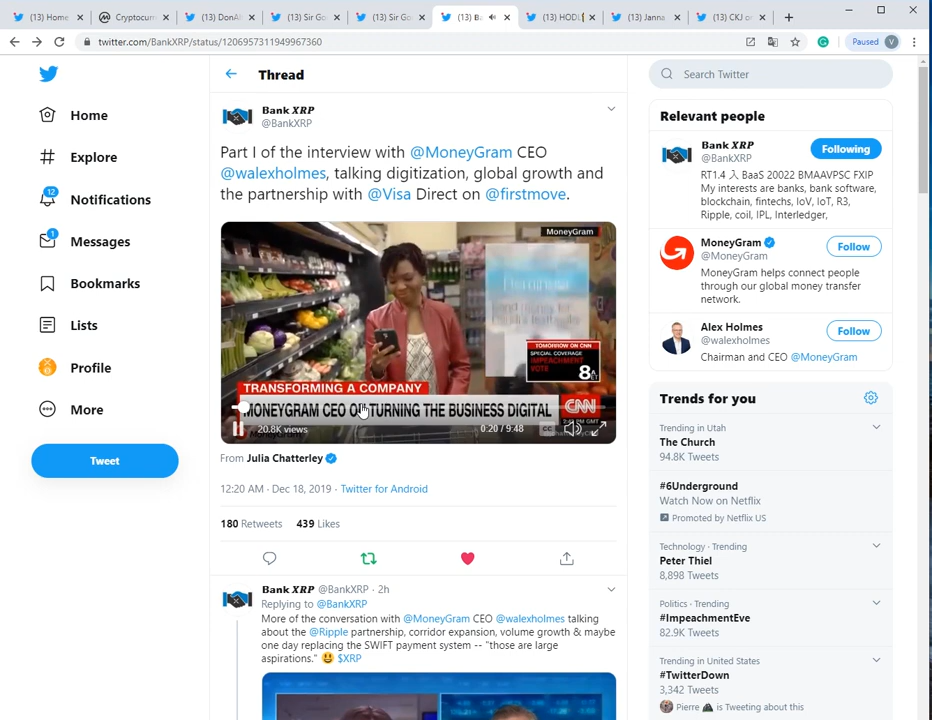 (13) Home
Cryptocurr
(13) DonAl
(13) Sir Go
(13) Sir Go
(13) B
(13) HODL
(13) Janna
(13) CKJ
twitter.com/BankXRP/status/1206957311949967360
Paused
V
Thread
Search Twitter
Home
Explore
12
Notifications
1
Messages
Bookmarks
Lists
Profile
More
Tweet
Bank XRP
@BankXRP
Part I of the interview with @MoneyGram CEO
@walexholmes, talking digitization, global growth and
the partnership with @Visa Direct on @firstmove.
MoneyGram
TOMORROW ON CNN
SPECIAL COVERAGE
IMPEACHMENT
VOTE
8A
ET
TRANSFORMING A COMPANY
MONEYGRAM CEO ON TURNING THE BUSINESS DIGITAL
CNN
20.8K views
0:20 / 9:48
CC
From Julia Chatterley
12:20 AM · Dec 18, 2019 · Twitter for Android
180 Retweets 439 Likes
Bank XRP @BankXRP · 2h
Replying to @BankXRP
More of the conversation with @MoneyGram CEO @walexholmes talking
about the @Ripple partnership, corridor expansion, volume growth & maybe
one day replacing the SWIFT payment system -- "those are large
aspirations." 😃 $XRP
Relevant people
Bank XRP
@BankXRP
Following
RT1.4 人 BaaS 20022 BMAAVPSC FXIP
My interests are banks, bank software,
blockchain, fintechs, IoV, IoT, R3,
Ripple, coil, IPL, Interledger,
MoneyGram
@MoneyGram
Follow
MoneyGram helps connect people
through our global money transfer
network.
Alex Holmes
@walexholmes
Follow
Chairman and CEO @MoneyGram
Trends for you
Trending in Utah
The Church
94.8K Tweets
#6Underground
Watch Now on Netflix
Promoted by Netflix US
Technology · Trending
Peter Thiel
8,898 Tweets
Politics · Trending
#ImpeachmentEve
82.9K Tweets
Trending in United States
#TwitterDown
3,342 Tweets
Pierre is Tweeting about this